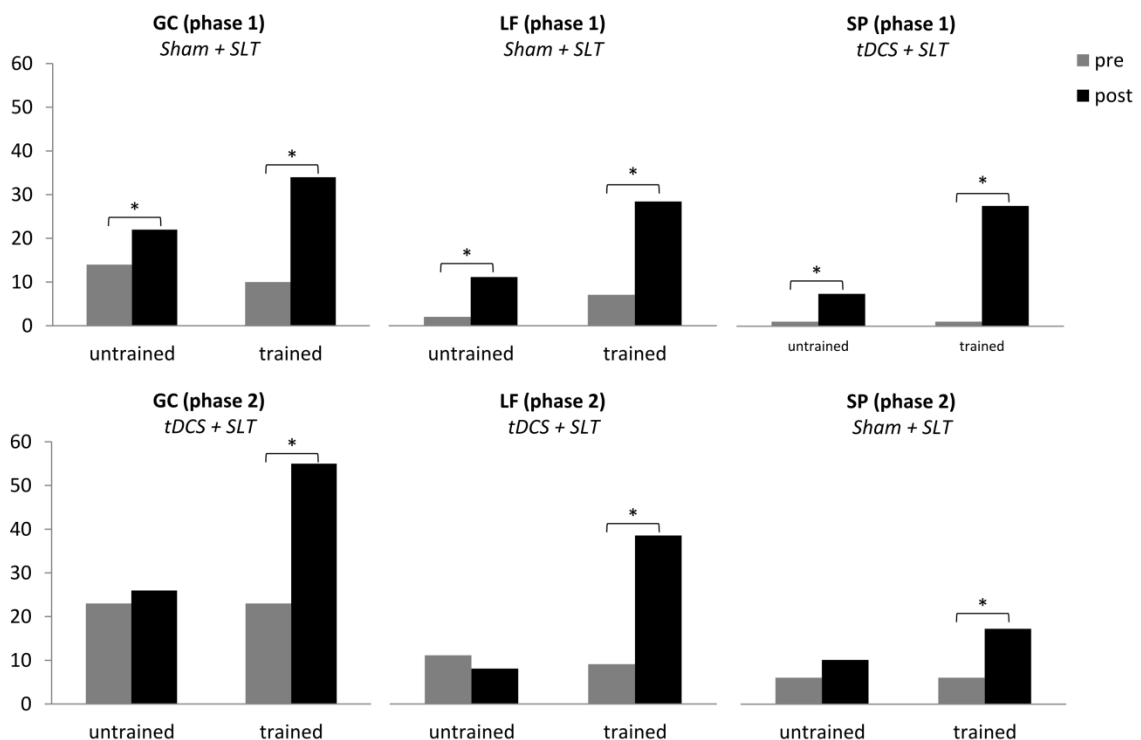 GC (phase 1)
Sham + SLT
LF (phase 1)
Sham + SLT
SP (phase 1)
tDCS + SLT
pre
post
60
50
40
30
20
10
0
*
*
*
*
*
*
untrained
trained
untrained
trained
untrained
trained
GC (phase 2)
tDCS + SLT
LF (phase 2)
tDCS + SLT
SP (phase 2)
Sham + SLT
60
50
40
30
20
10
0
*
*
*
untrained
trained
untrained
trained
untrained
trained